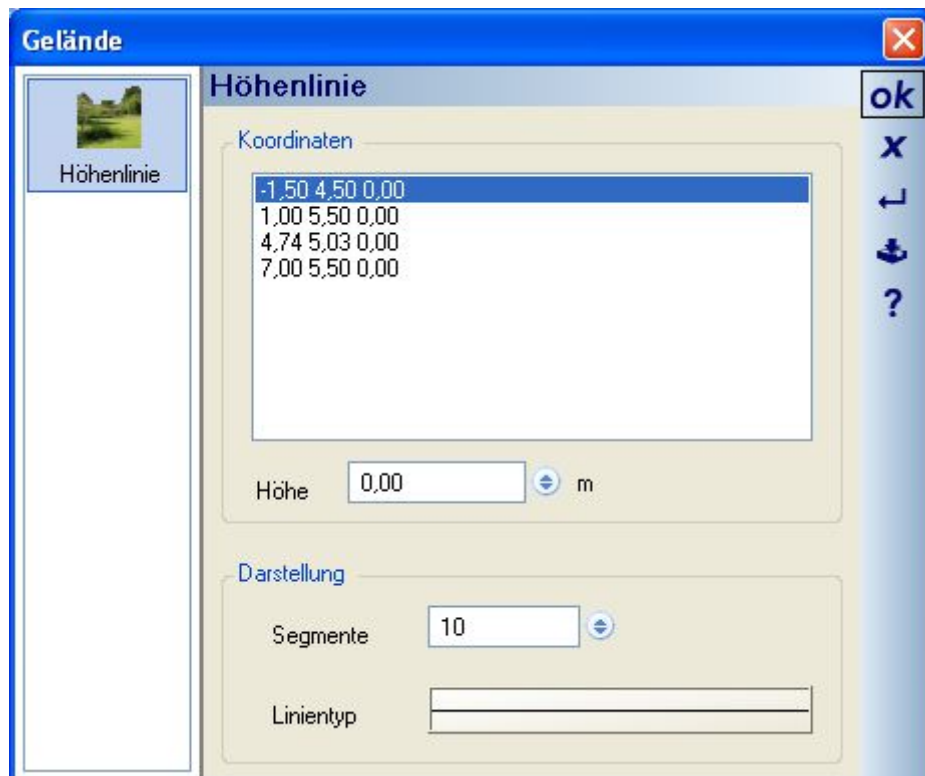 Gelände
Höhenlinie
Höhenlinie
ok
x
?
Koordinaten
-1,50 4,50 0,00
1,00 5,50 0,00
4,74 5,03 0,00
7,00 5,50 0,00
Höhe 0,00 m
Darstellung
Segmente 10
Linientyp